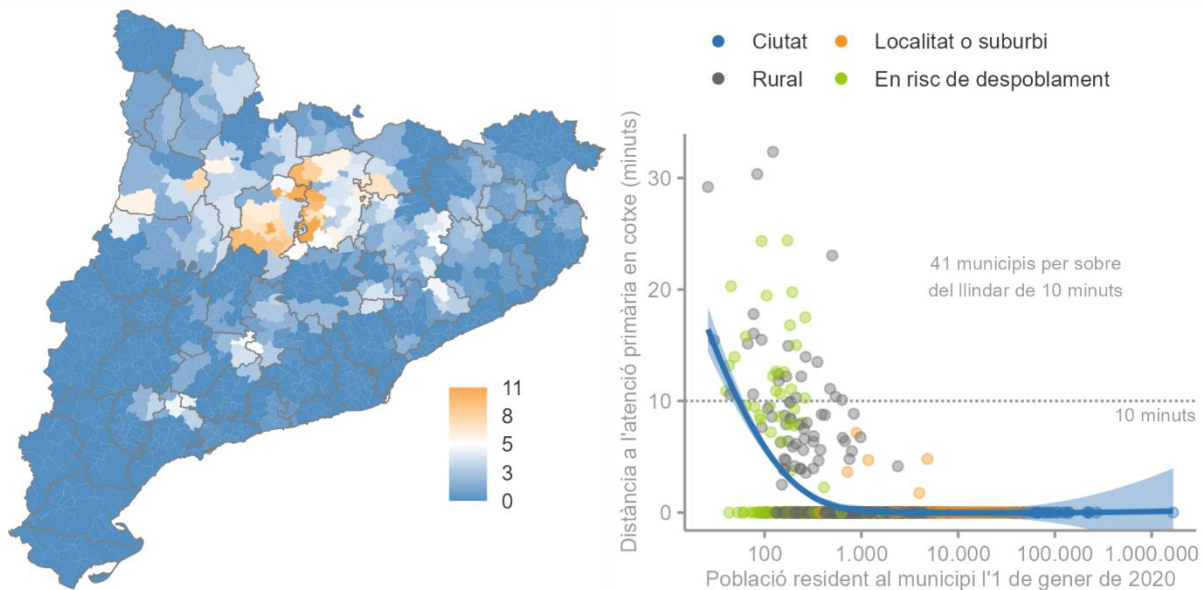 11
8
5
3
0
Ciutat
Localitat o suburbi
Rural
En risc de despoblament
Distància a l'atenció primària en cotxe (minuts)
30
20
10
0
41 municipis per sobre
del llindar de 10 minuts
10 minuts
100
1.000
10.000
100.000
1.000.000
Població resident al municipi l'1 de gener de 2020